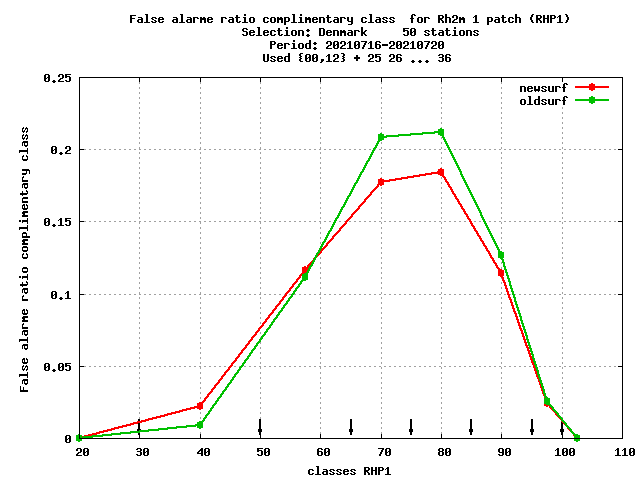 False alarme ratio complimentary class  for Rh2m 1 patch (RHP1)
Selection: Denmark     50 stations
Period: 20210716-20210720
Used {00,12} + 25 26 ... 36
newsurf
oldsurf
False alarme ratio complimentary class
0.25
0.2
0.15
0.1
0.05
0
20 30 40 50 60 70 80 90 100 110
classes RHP1